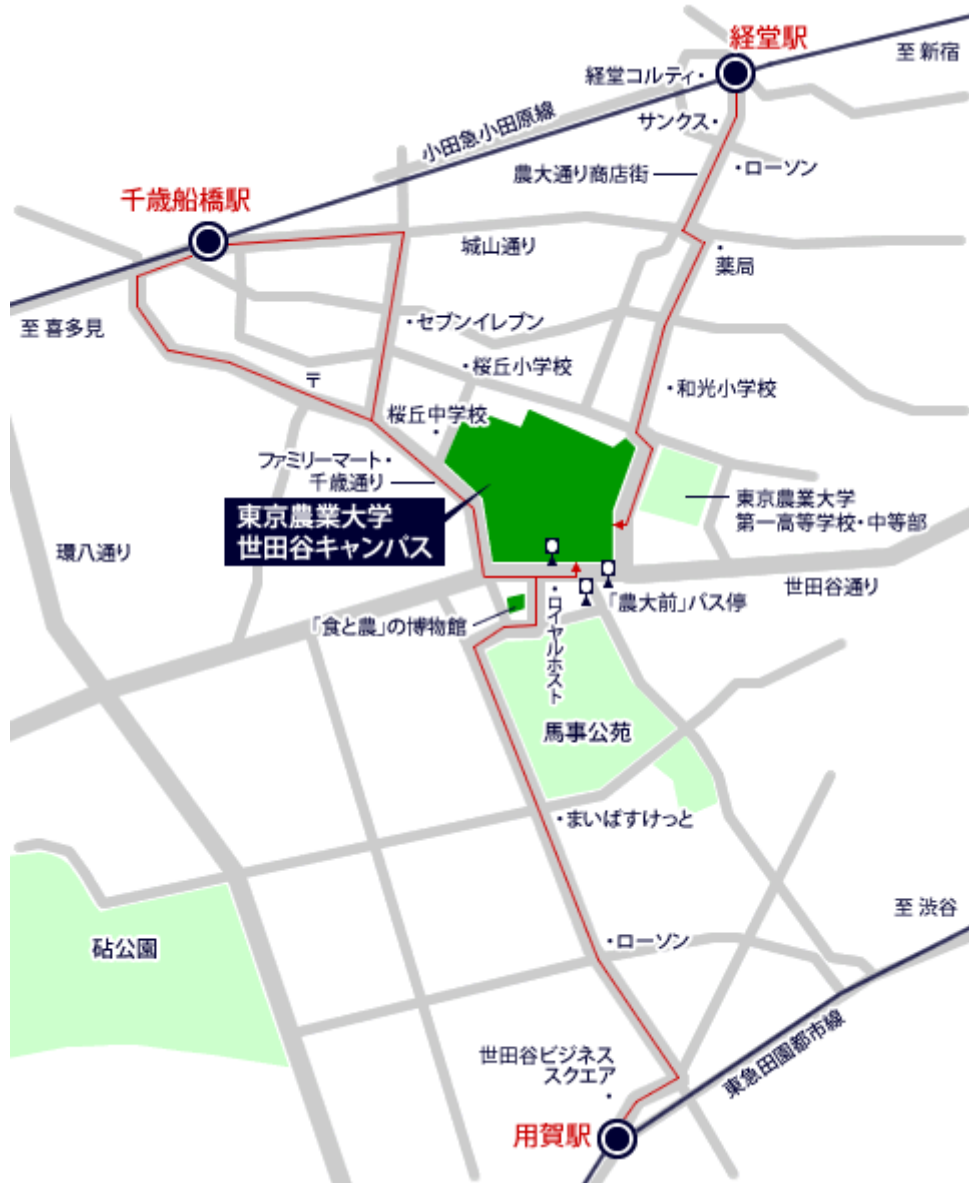 経堂駅
至 新宿
経堂コルティ・
サンクス・
小田急小田原線
・ローソン
農大通り商店街
千歳船橋駅
城山通り
・
薬局
至 喜多見
・セブンイレブン
・桜丘小学校
〒
・和光小学校
桜丘中学校
・
ファミリーマート・
千歳通り
東京農業大学
世田谷キャンパス
東京農業大学
第一高等学校・中等部
環八通り
世田谷通り
「農大前」バス停
「食と農」の博物館
・ロイヤルホスト
馬事公苑
・まいばすけっと
至 渋谷
・ローソン
砧公園
世田谷ビジネス
スクエア
・
東急田園都市線
用賀駅